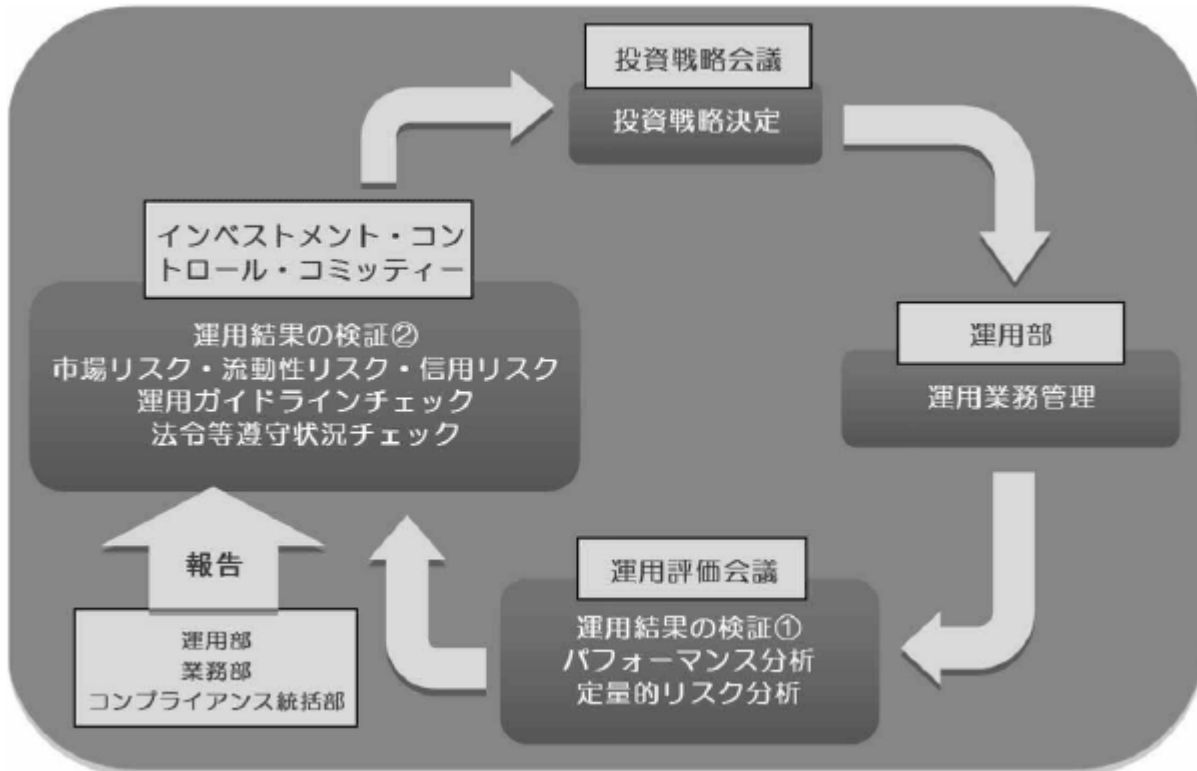 投資戦略会議
投資戦略決定
インベストメント・コン
トロール・コミッティー
運用結果の検証②
市場リスク・流動性リスク・信用リスク
運用ガイドラインチェック
法令等遵守状況チェック
運用部
運用業務管理
報告
運用部
業務部
コンプライアンス統括部
運用評価会議
運用結果の検証①
パフォーマンス分析
定量的リスク分析